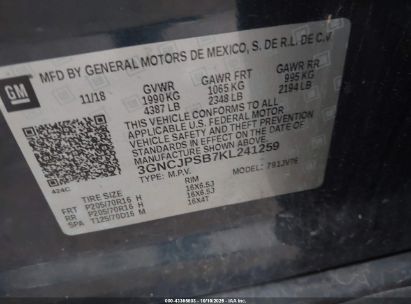 GM
MFD BY GENERAL MOTORS DE MEXICO, S. DE R.L. DE C.V.
11/18 GVWR GAWR FRT GAWR RR
1990 KG 1065 KG 995 KG
4387 LB 2348 LB 2194 LB
THIS VEHICLE CONFORMS TO ALL
APPLICABLE U.S. FEDERAL MOTOR
VEHICLE SAFETY AND THEFT PREVENTION
STANDARDS IN EFFECT ON THE DATE OF
MANUFACTURE SHOWN ABOVE.
3GNCJPSB7KL241259
TYPE: M.P.V. MODEL: 791JV76
TIRE SIZE RIM
FRT P205/70R16 H 16X6.5J
RR P205/70R16 H 16X6.5J
SPA T125/70D16 M 16X4T